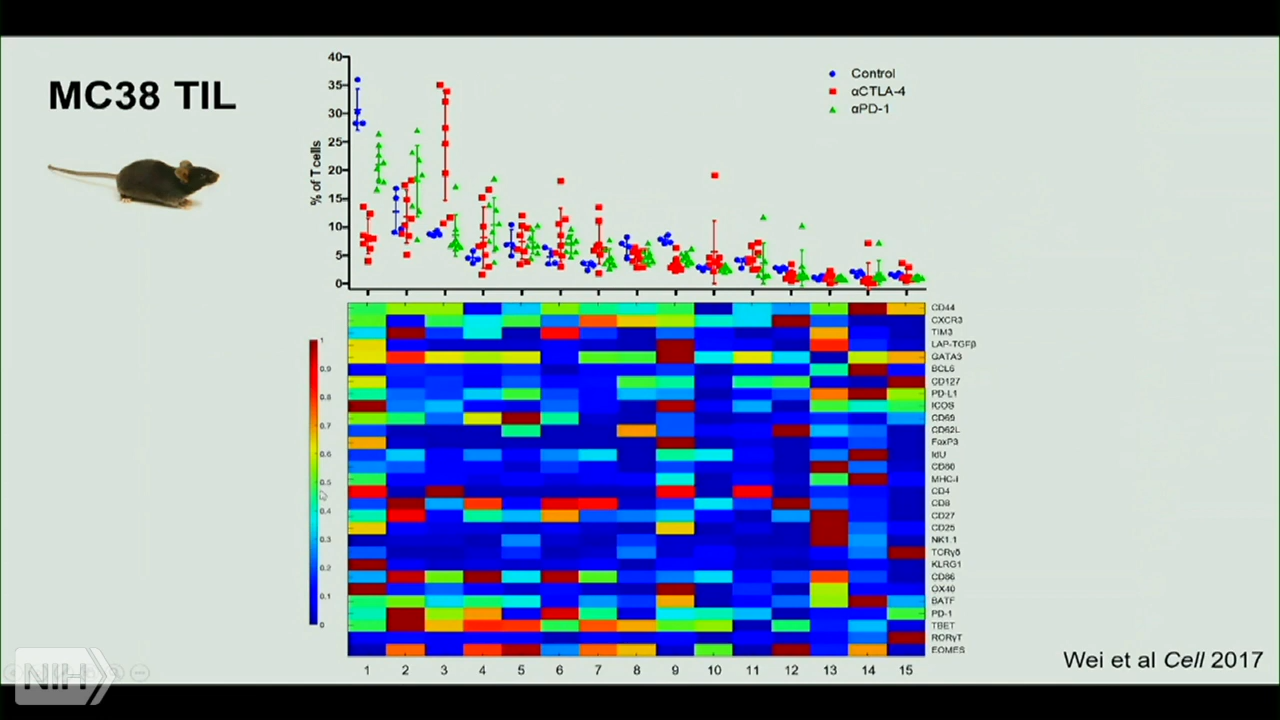 MC38 TIL
40
35
30
25
20
15
10
5
0
% of T cells
Control
αCTLA-4
αPD-1
1
0.9
0.8
0.7
0.6
0.5
0.4
0.3
0.2
0.1
0
CD44
CXCR3
TIM3
LAP-TGFβ
GATA3
BCL6
CD127
PD-L1
ICOS
CD69
CD62L
FoxP3
IdU
CD80
MHC-I
CD4
CD8
CD27
CD25
NK1.1
TCRγδ
KLRG1
CD86
OX40
BATF
PD-1
TBET
RORγT
EOMES
1 2 3 4 5 6 7 8 9 10 11 12 13 14 15
Wei et al Cell 2017
NIH